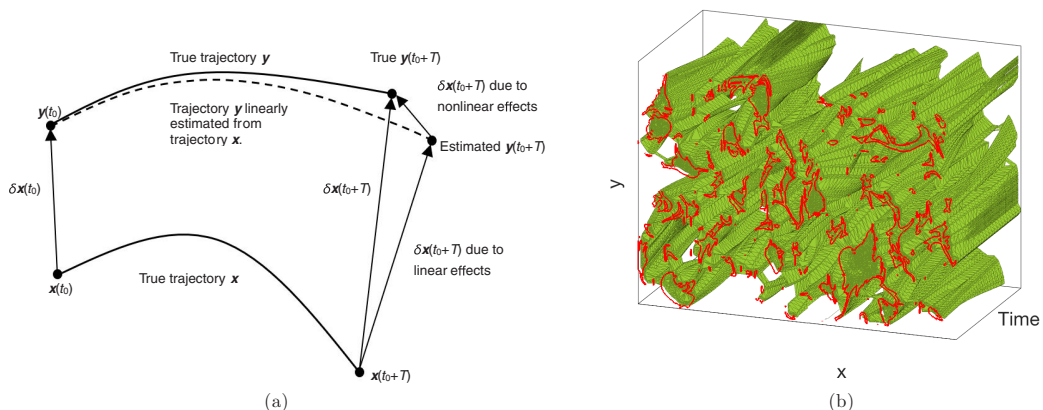 True trajectory y
True y(t0+T)
δx(t0+T) due to
nonlinear effects
y(t0)
Trajectory y linearly
estimated from
trajectory x.
Estimated y(t0+T)
δx(t0)
δx(t0+T)
δx(t0+T) due to
linear effects
x(t0)
True trajectory x
x(t0+T)
(a)
y
Time
x
(b)